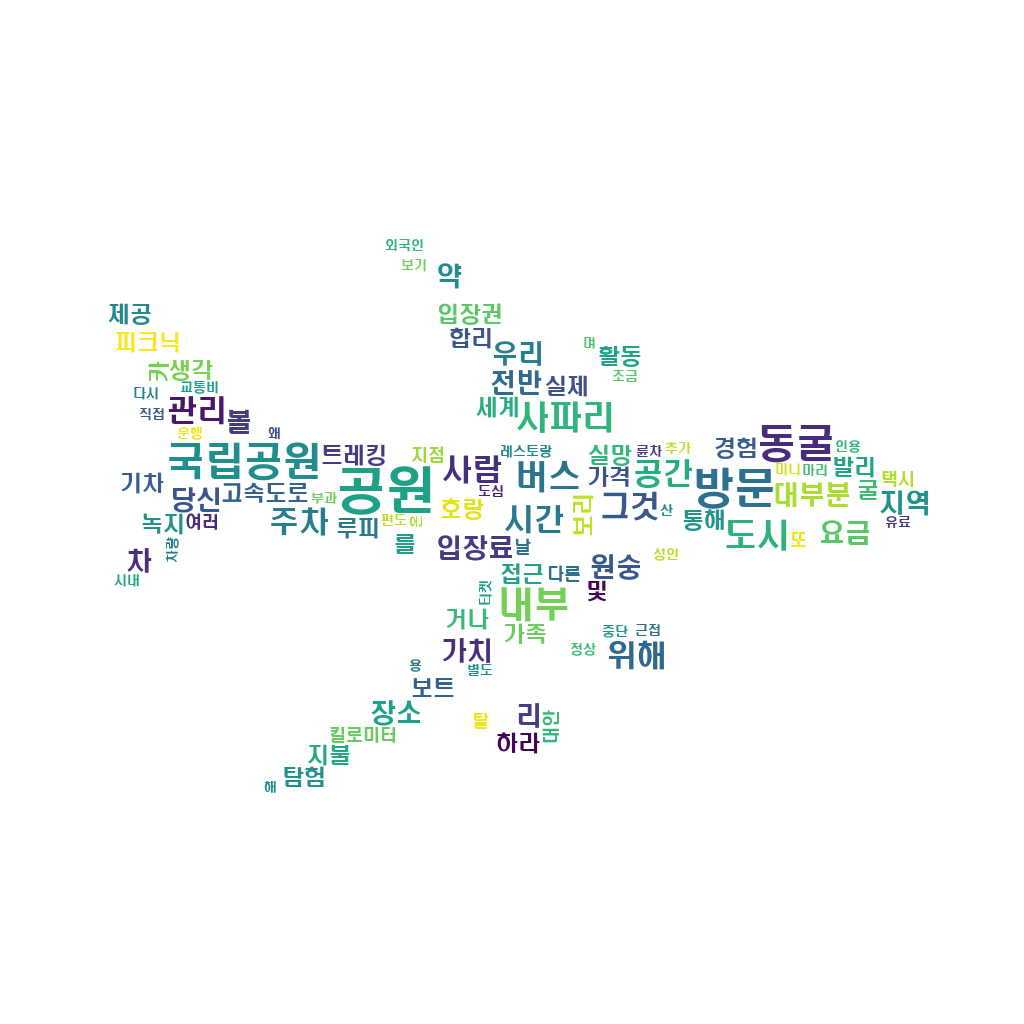 외국인
보기
약
제공
입장권
피크닉
합리
우리
며
활동
카
생각
전반
실제
조금
다시
교통비
세계
사파리
직접
관리
볼
운행
왜
동굴
국립공원
트레킹
지점
레스토랑
실망
륜차
추가
경험
인용
사람
버스
가격
공간
방문
미니
마리
발리
택시
기차
당신
고속도로
부과
공원
도심
대부분
굴
지역
호랑
시간
보리
그것
산
통해
유료
녹지
여러
주차
루피
편도
에
도시
또
요금
를
입장료
날
성인
차
차량
시내
접근
다른
원숭
티켓
내부
및
거나
가족
중단
근접
가치
정상
위해
용
별도
보트
장소
탈
리
대인
킬로미터
하라
지불
탐험
해